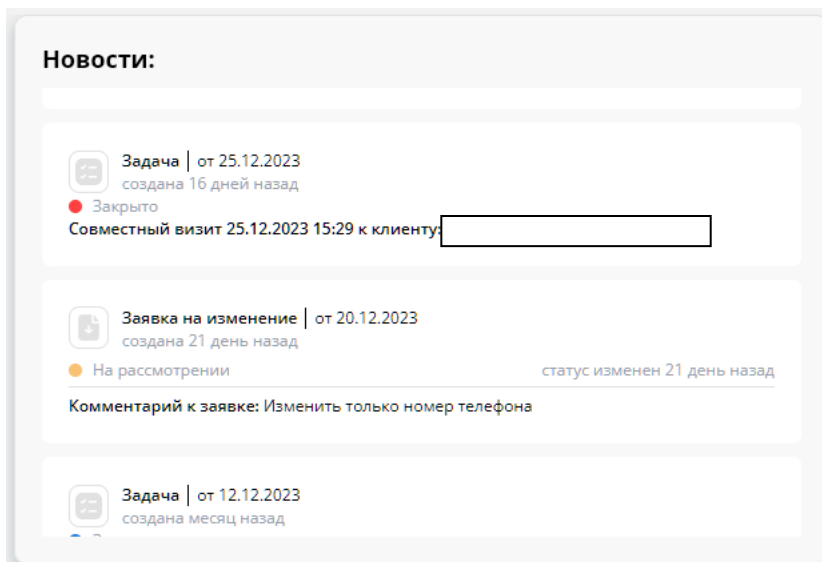 Новости:
Задача | от 25.12.2023
создана 16 дней назад
Закрыто
Совместный визит 25.12.2023 15:29 к клиенту:
Заявка на изменение | от 20.12.2023
создана 21 день назад
На рассмотрении статус изменен 21 день назад
Комментарий к заявке: Изменить только номер телефона
Задача | от 12.12.2023
создана месяц назад